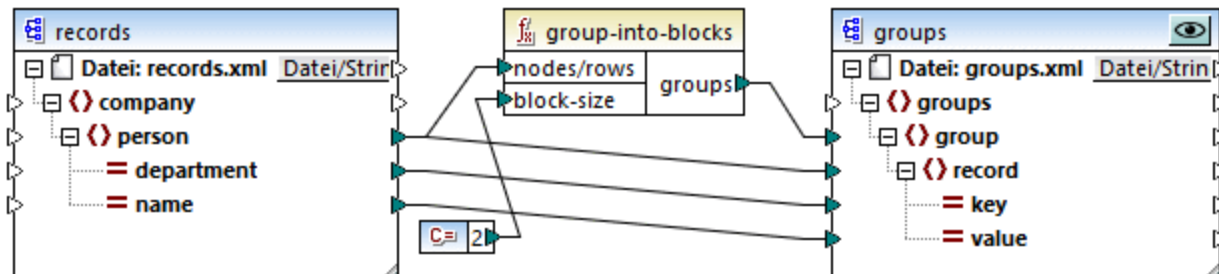 records
Datei: records.xml Datei/Strin
company
person
department
name
group-into-blocks
nodes/rows
block-size
groups
C= 2
groups
Datei: groups.xml Datei/Strin
groups
group
record
key
value